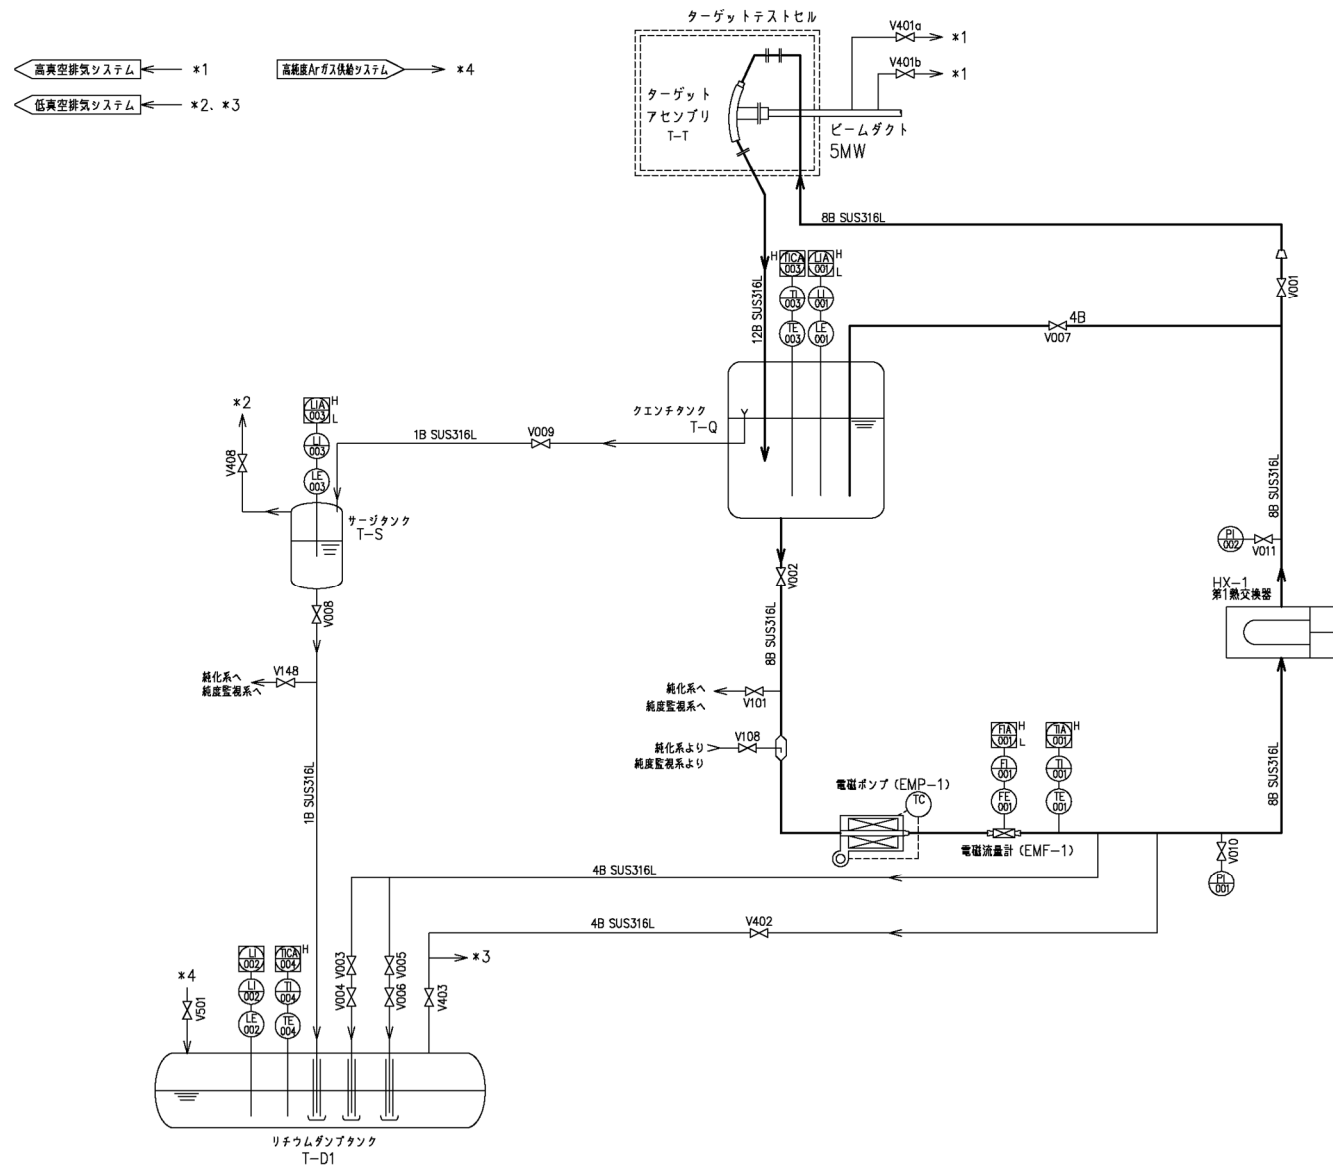 ターゲットテストセル
V401a
*1
高真空排気システム
*1
高純度Arガス供給システム
*4
V401b
*1
低真空排気システム
*2、*3
ターゲット
アセンブリ
T-T
ビームダクト
5MW
8B SUS316L
H
TICA
003
LIA
001
H
L
TI
003
LI
001
TE
003
LE
001
12B SUS316L
V001
4B
V007
クエンチタンク
T-Q
*2
LIA
003
H
L
LI
003
LE
003
V408
1B SUS316L
V009
サージタンク
T-S
8B SUS316L
PI
002
V011
V002
HX-1
第1熱交換器
V008
8B SUS316L
純化系へ
純度監視系へ
V148
純化系へ
純度監視系へ
V101
純化系より
純度監視系より
V108
1B SUS316L
FIA
001
H
L
TIA
001
H
FI
001
TI
001
FE
001
TE
001
8B SUS316L
電磁ポンプ (EMP-1)
TC
電磁流量計 (EMF-1)
V010
PI
001
4B SUS316L
4B SUS316L
V402
*3
LI
002
TICA
004
H
LI
002
TI
004
LE
002
TE
004
*4
V501
V003
V004
V005
V006
V403
リチウムダンプタンク
T-D1